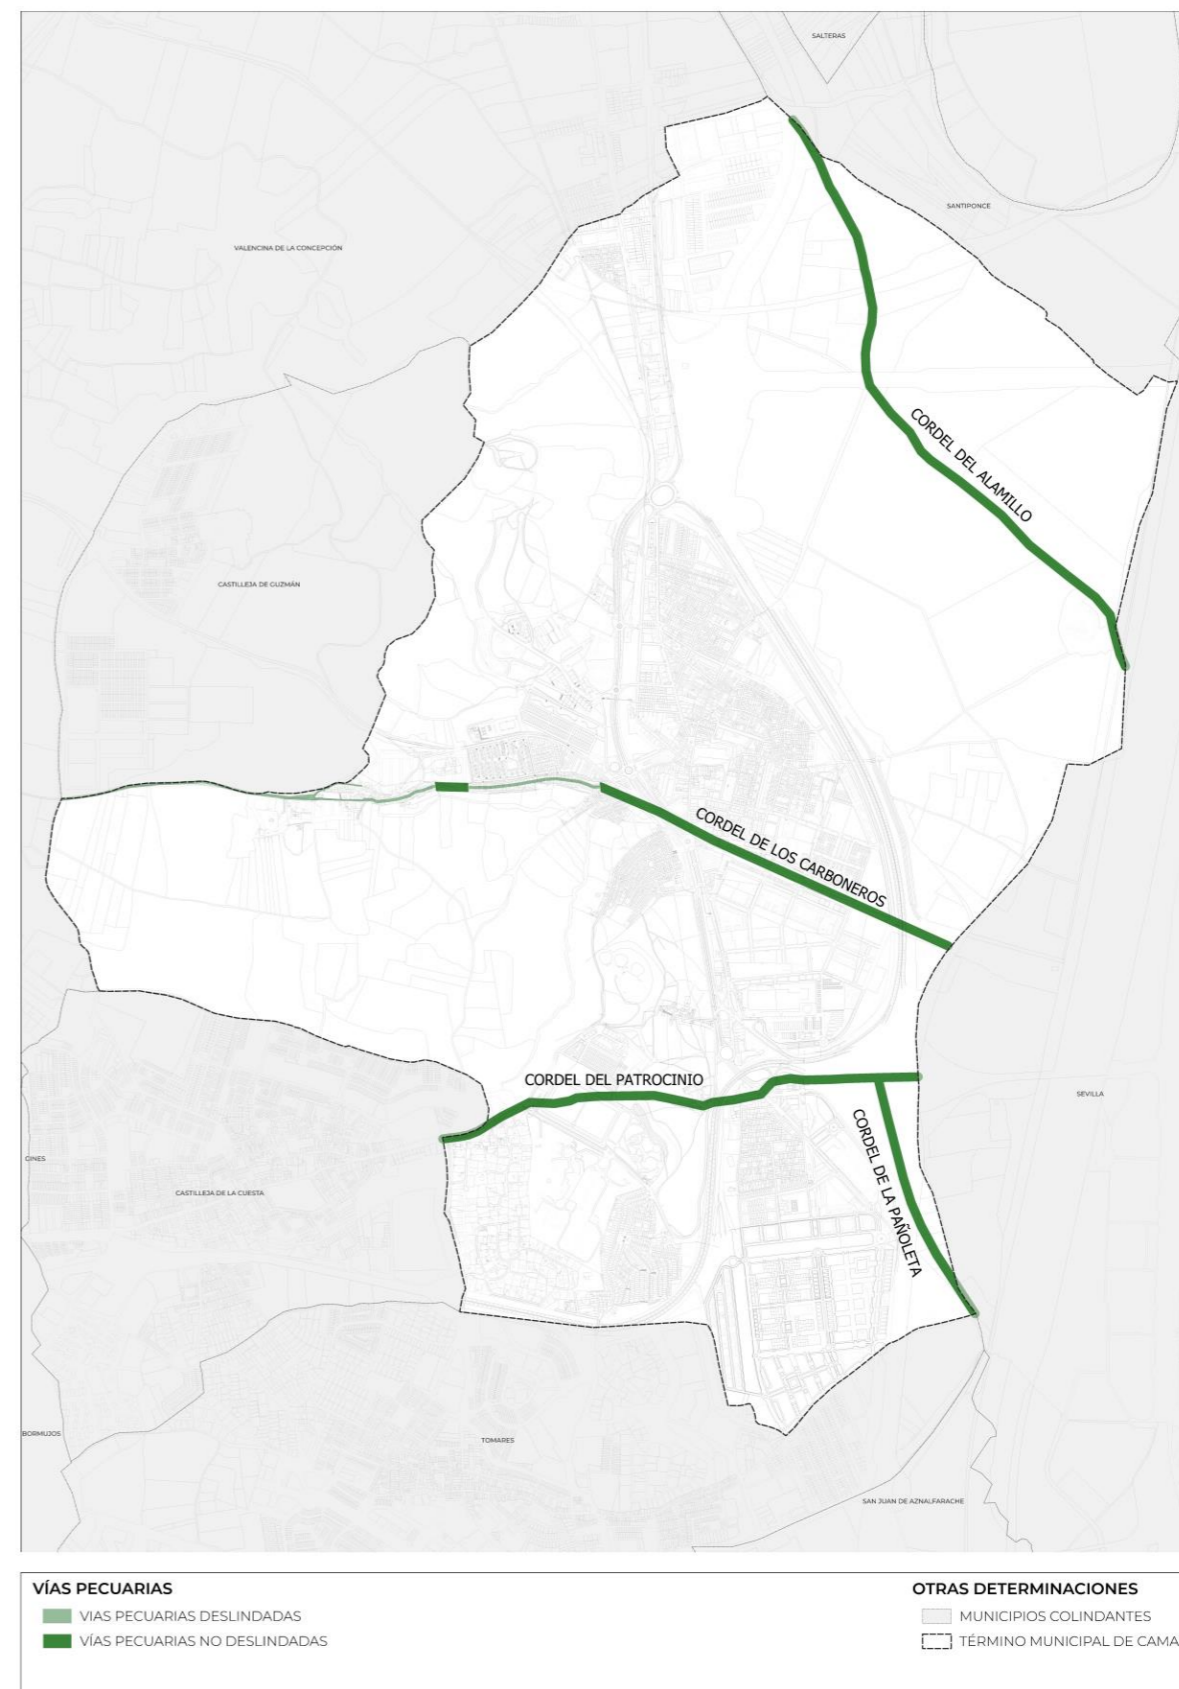 SALTERAS
SANTIPONCE
VALENCINA DE LA CONCEPCIÓN
CORDEL DEL ALAMILLO
CASTILLEJA DE GUZMÁN
CORDEL DE LOS CARBONEROS
CORDEL DEL PATROCINIO
SEVILLA
CORDEL DE LA PAÑOLETA
GINES
CASTILLEJA DE LA CUESTA
BORMUJOS
TOMARES
SAN JUAN DE AZNALFARACHE
VÍAS PECUARIAS
VIAS PECUARIAS DESLINDADAS
VÍAS PECUARIAS NO DESLINDADAS
OTRAS DETERMINACIONES
MUNICIPIOS COLINDANTES
TÉRMINO MUNICIPAL DE CAMA